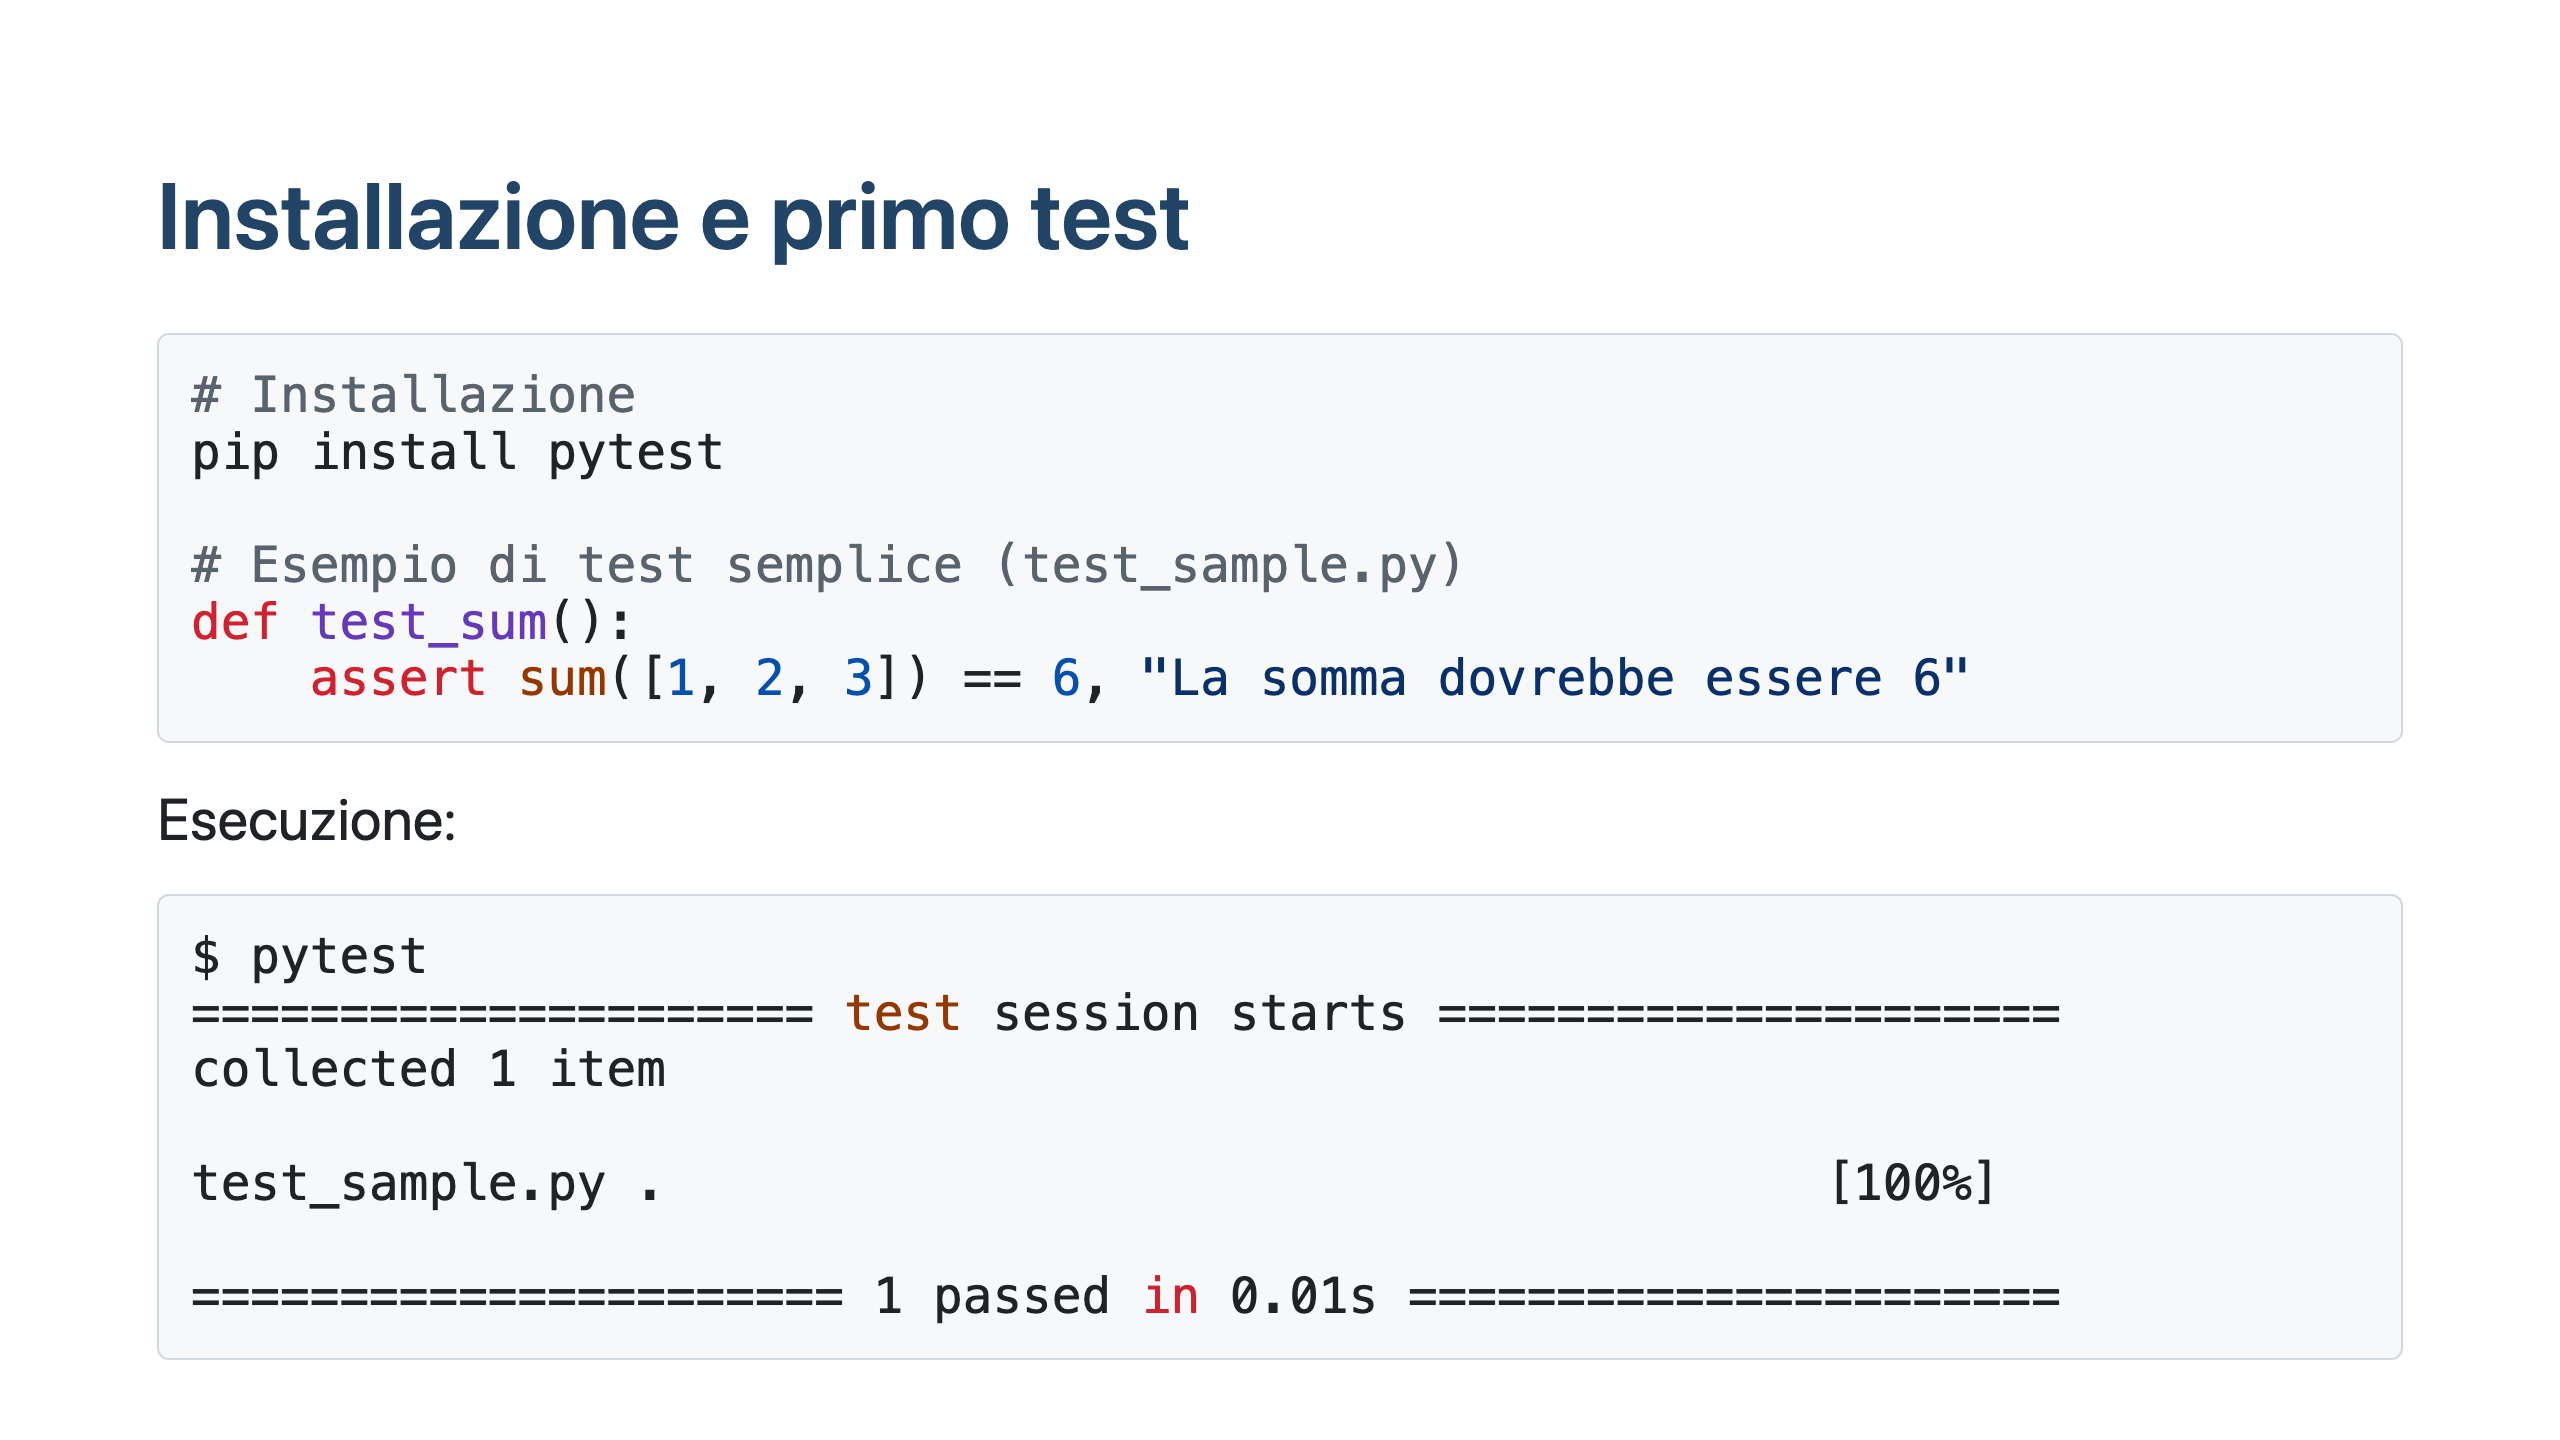 Installazione e primo test
# Installazione
pip install pytest
# Esempio di test semplice (test_sample.py)
def test_sum():
    assert sum([1, 2, 3]) == 6, "La somma dovrebbe essere 6"
Esecuzione:
$ pytest
===================== test session starts =====================
collected 1 item
test_sample.py .                                       [100%]
====================== 1 passed in 0.01s ======================